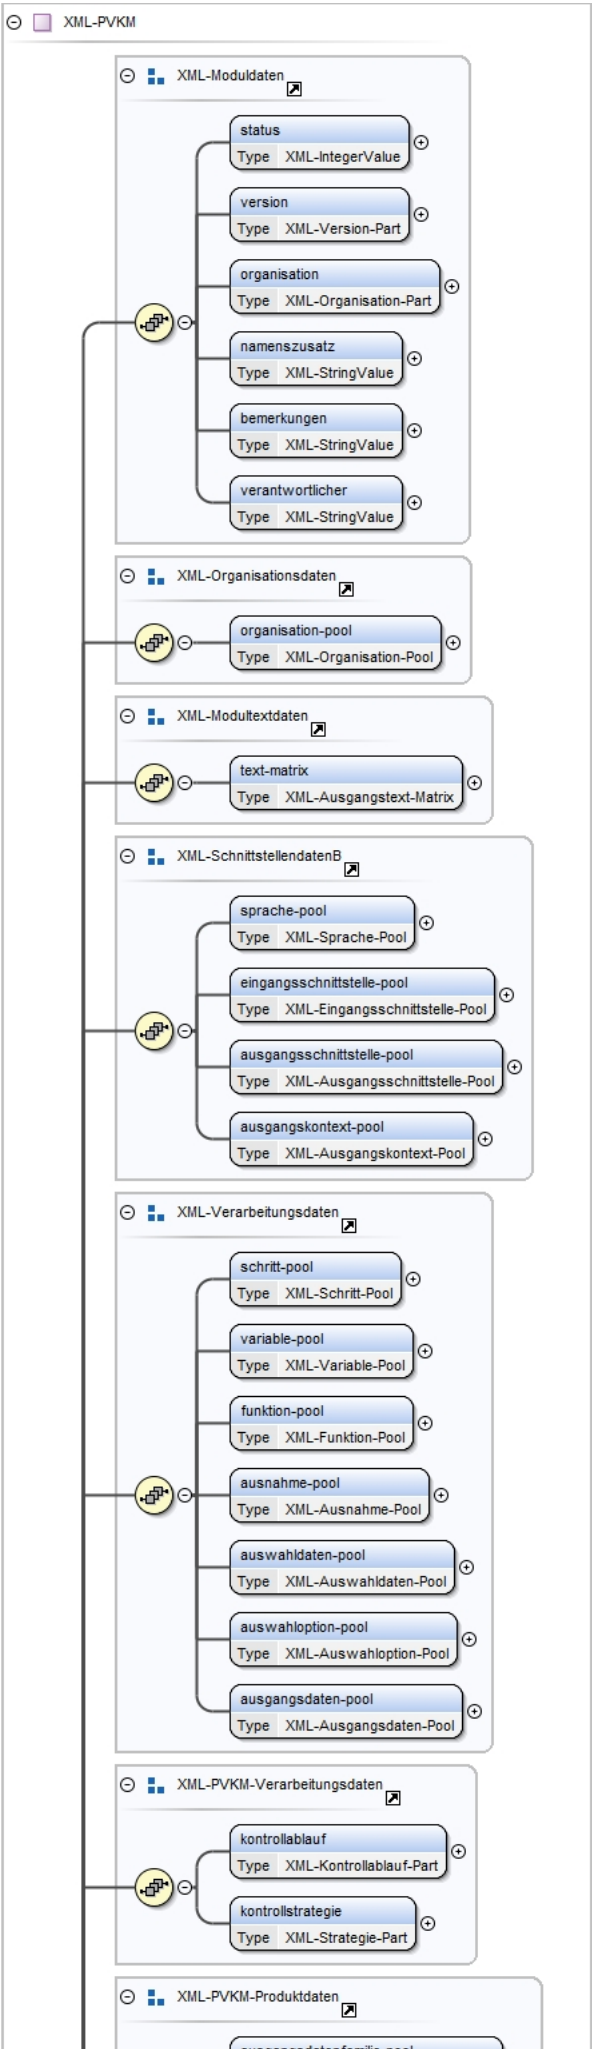 XML-PVKM
XML-Moduldaten
status
Type XML-IntegerValue
version
Type XML-Version-Part
organisation
Type XML-Organisation-Part
namenszusatz
Type XML-StringValue
bemerkungen
Type XML-StringValue
verantwortlicher
Type XML-StringValue
XML-Organisationsdaten
organisation-pool
Type XML-Organisation-Pool
XML-Modultextdaten
text-matrix
Type XML-Ausgangstext-Matrix
XML-SchnittstellendatenB
sprache-pool
Type XML-Sprache-Pool
eingangsschnittstelle-pool
Type XML-Eingangsschnittstelle-Pool
ausgangsschnittstelle-pool
Type XML-Ausgangsschnittstelle-Pool
ausgangskontext-pool
Type XML-Ausgangskontext-Pool
XML-Verarbeitungsdaten
schritt-pool
Type XML-Schritt-Pool
variable-pool
Type XML-Variable-Pool
funktion-pool
Type XML-Funktion-Pool
ausnahme-pool
Type XML-Ausnahme-Pool
auswahldaten-pool
Type XML-Auswahldaten-Pool
auswahloption-pool
Type XML-Auswahloption-Pool
ausgangsdaten-pool
Type XML-Ausgangsdaten-Pool
XML-PVKM-Verarbeitungsdaten
kontrollablauf
Type XML-Kontrollablauf-Part
kontrollstrategie
Type XML-Strategie-Part
XML-PVKM-Produktdaten